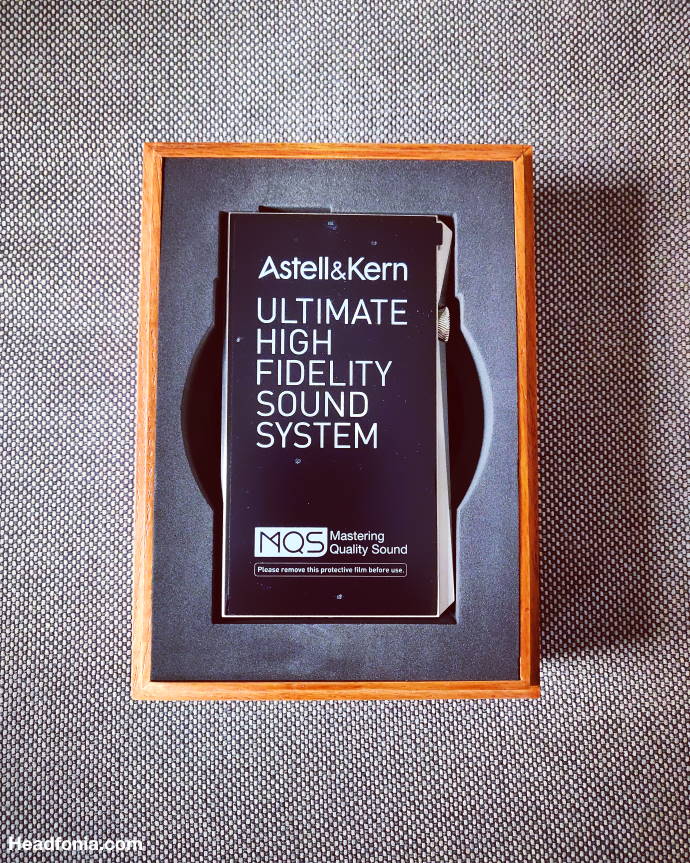 Astell&Kern
ULTIMATE
HIGH
FIDELITY
SOUND
SYSTEM
MQS Mastering
Quality Sound
Please remove this protective film before use.
Headfonia.com